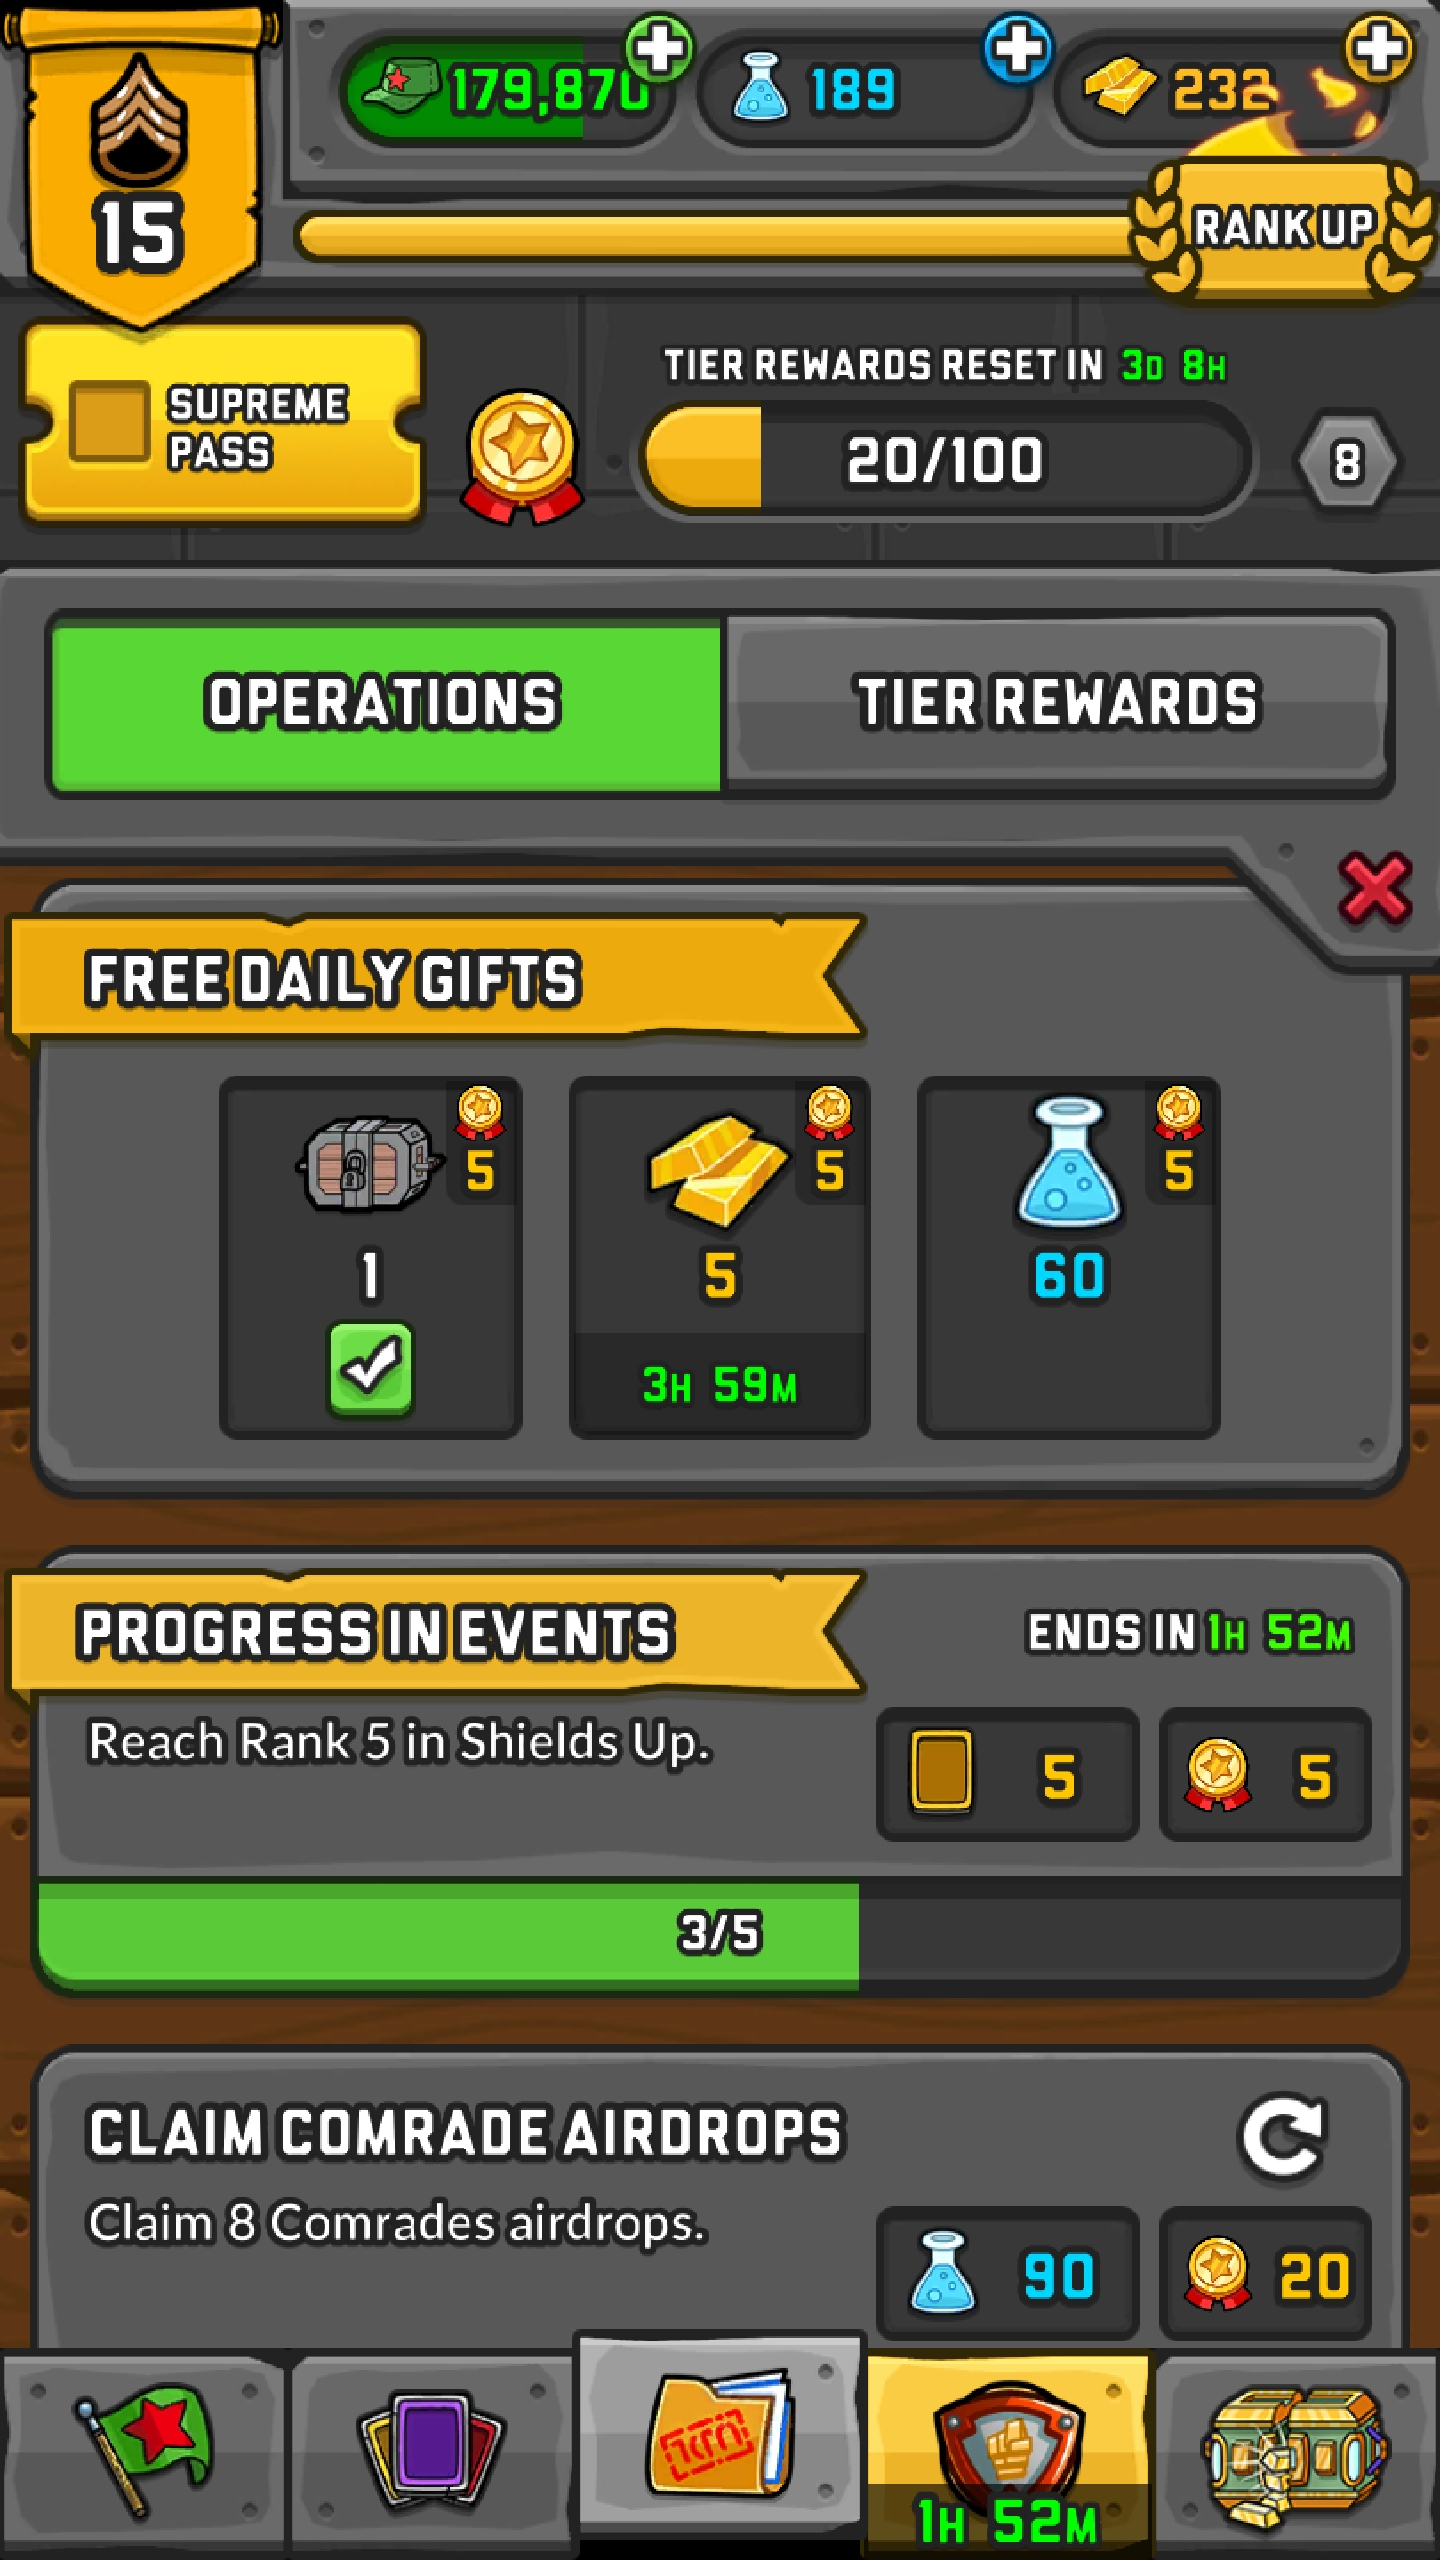 179,870
189
232
15
RANK UP
SUPREME
PASS
TIER REWARDS RESET IN 3D 8H
20/100
8
OPERATIONS
TIER REWARDS
FREE DAILY GIFTS
5
5
5
1
5
60
3H 59M
PROGRESS IN EVENTS
ENDS IN 1H 52M
Reach Rank 5 in Shields Up.
5
5
3/5
CLAIM COMRADE AIRDROPS
Claim 8 Comrades airdrops.
90
20
1H 52M